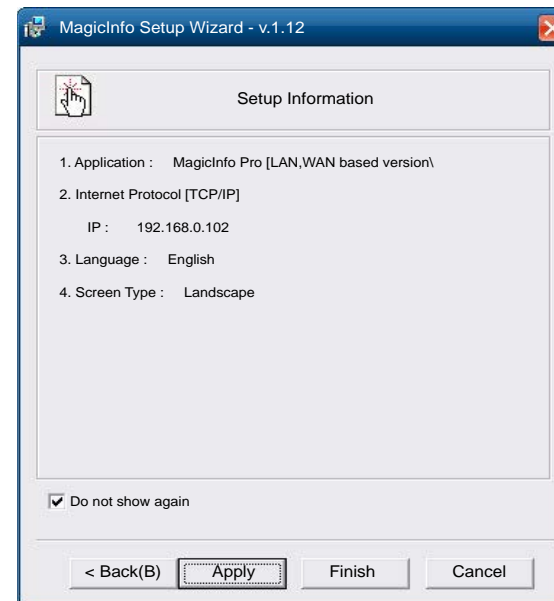 MagicInfo Setup Wizard - v.1.12
Setup Information
1. Application : MagicInfo Pro [LAN,WAN based version\
2. Internet Protocol [TCP/IP]
IP : 192.168.0.102
3. Language : English
4. Screen Type : Landscape
Do not show again
< Back(B) Apply Finish Cancel